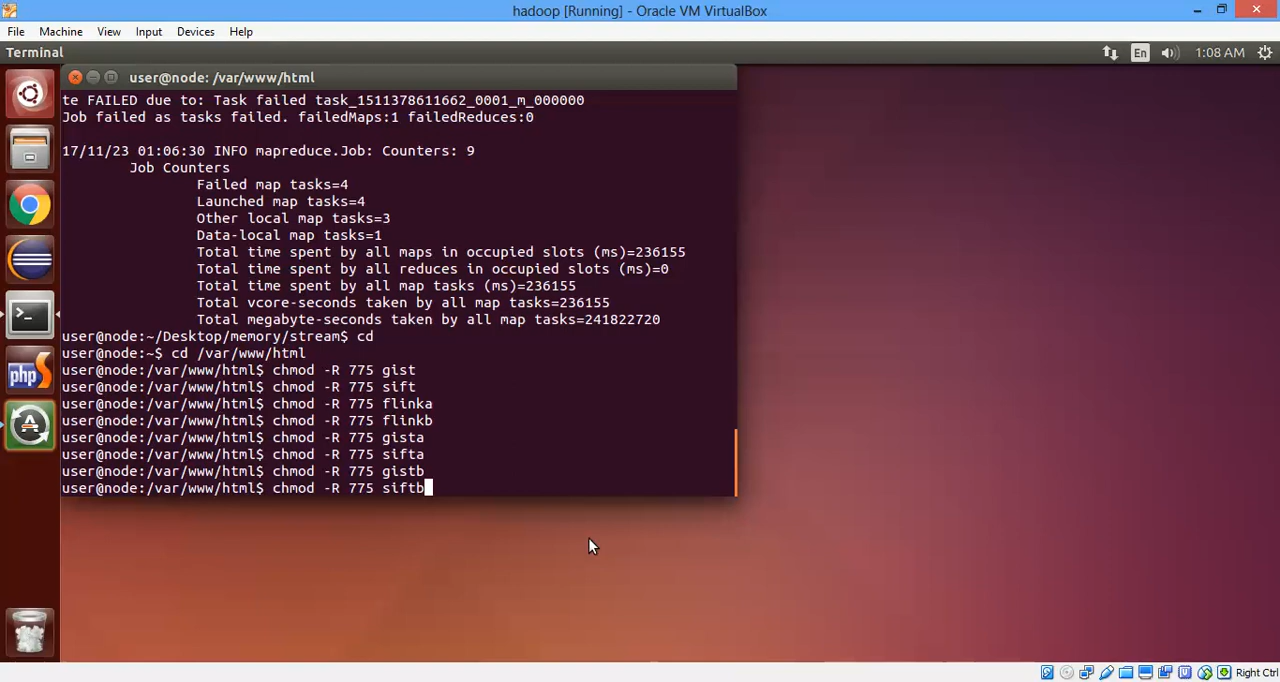 hadoop [Running] - Oracle VM VirtualBox
File Machine View Input Devices Help
Terminal En 1:08 AM
user@node: /var/www/html
te FAILED due to: Task failed task_1511378611662_0001_m_000000
Job failed as tasks failed. failedMaps:1 failedReduces:0
17/11/23 01:06:30 INFO mapreduce.Job: Counters: 9
Job Counters
Failed map tasks=4
Launched map tasks=4
Other local map tasks=3
Data-local map tasks=1
Total time spent by all maps in occupied slots (ms)=236155
Total time spent by all reduces in occupied slots (ms)=0
Total time spent by all map tasks (ms)=236155
Total vcore-seconds taken by all map tasks=236155
Total megabyte-seconds taken by all map tasks=241822720
user@node:~/Desktop/memory/stream$ cd
user@node:~$ cd /var/www/html
user@node:/var/www/html$ chmod -R 775 gist
user@node:/var/www/html$ chmod -R 775 sift
user@node:/var/www/html$ chmod -R 775 flinka
user@node:/var/www/html$ chmod -R 775 flinkb
user@node:/var/www/html$ chmod -R 775 gista
user@node:/var/www/html$ chmod -R 775 sifta
user@node:/var/www/html$ chmod -R 775 gistb
user@node:/var/www/html$ chmod -R 775 siftb
php
A
Right Ctrl